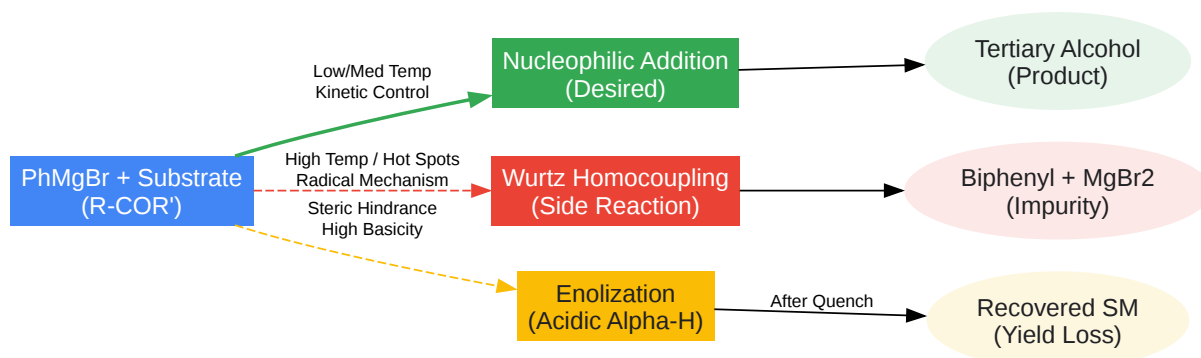 Low/Med Temp
Kinetic Control
Nucleophilic Addition
(Desired)
Tertiary Alcohol
(Product)
PhMgBr + Substrate
(R-COR')
High Temp / Hot Spots
Radical Mechanism
Wurtz Homocoupling
(Side Reaction)
Biphenyl + MgBr2
(Impurity)
Steric Hindrance
High Basicity
Enolization
(Acidic Alpha-H)
After Quench
Recovered SM
(Yield Loss)